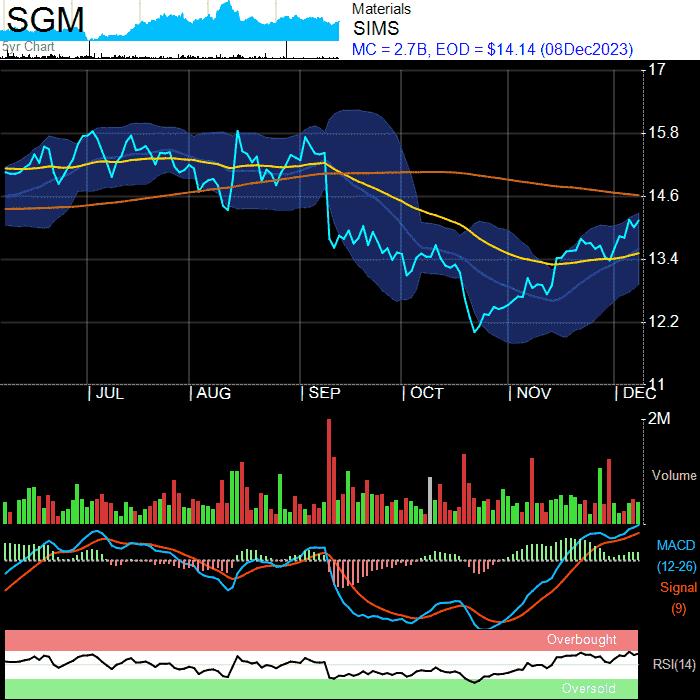 SGM
5yr Chart
Materials
SIMS
MC = 2.7B, EOD = $14.14 (08Dec2023)
17
15.8
14.6
13.4
12.2
11
JUL AUG SEP OCT NOV DEC
2M
Volume
MACD
(12-26)
Signal
(9)
Overbought
RSI(14)
Oversold